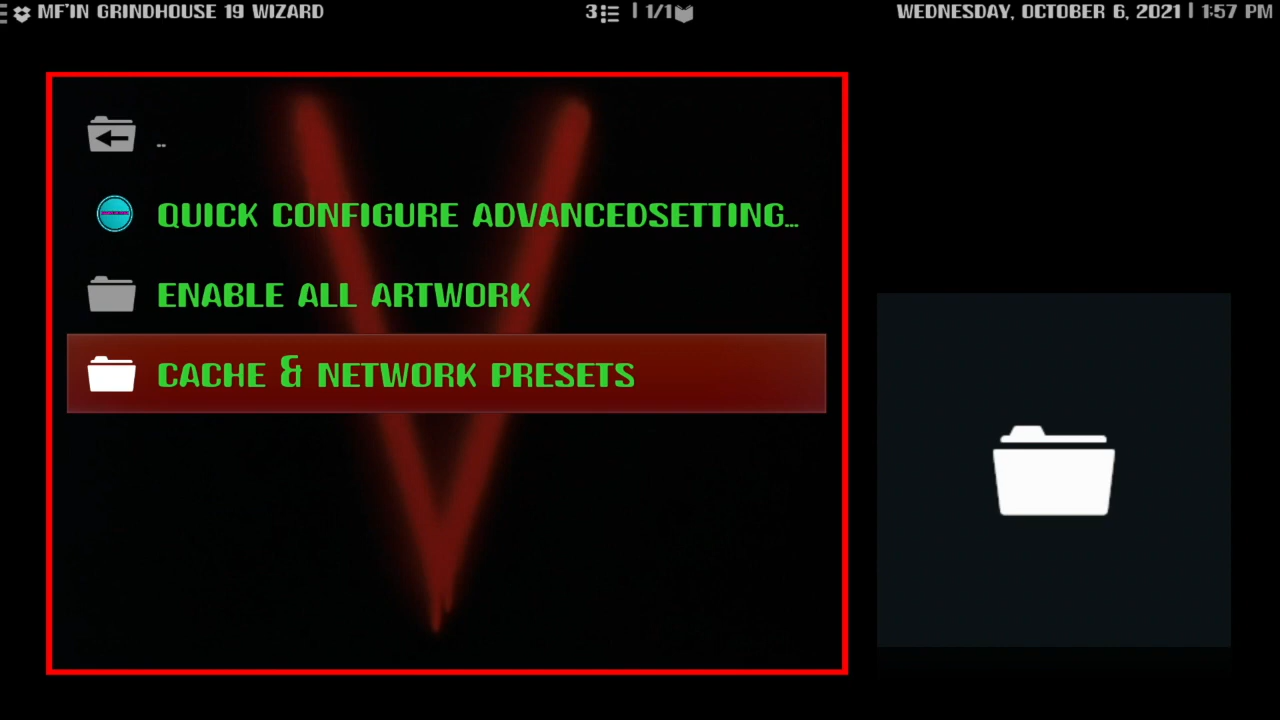 MF'IN GRINDHOUSE 19 WIZARD
3 | 1/1
WEDNESDAY, OCTOBER 6, 2021 | 1:57 PM
..
QUICK CONFIGURE ADVANCEDSETTING...
ENABLE ALL ARTWORK
CACHE & NETWORK PRESETS